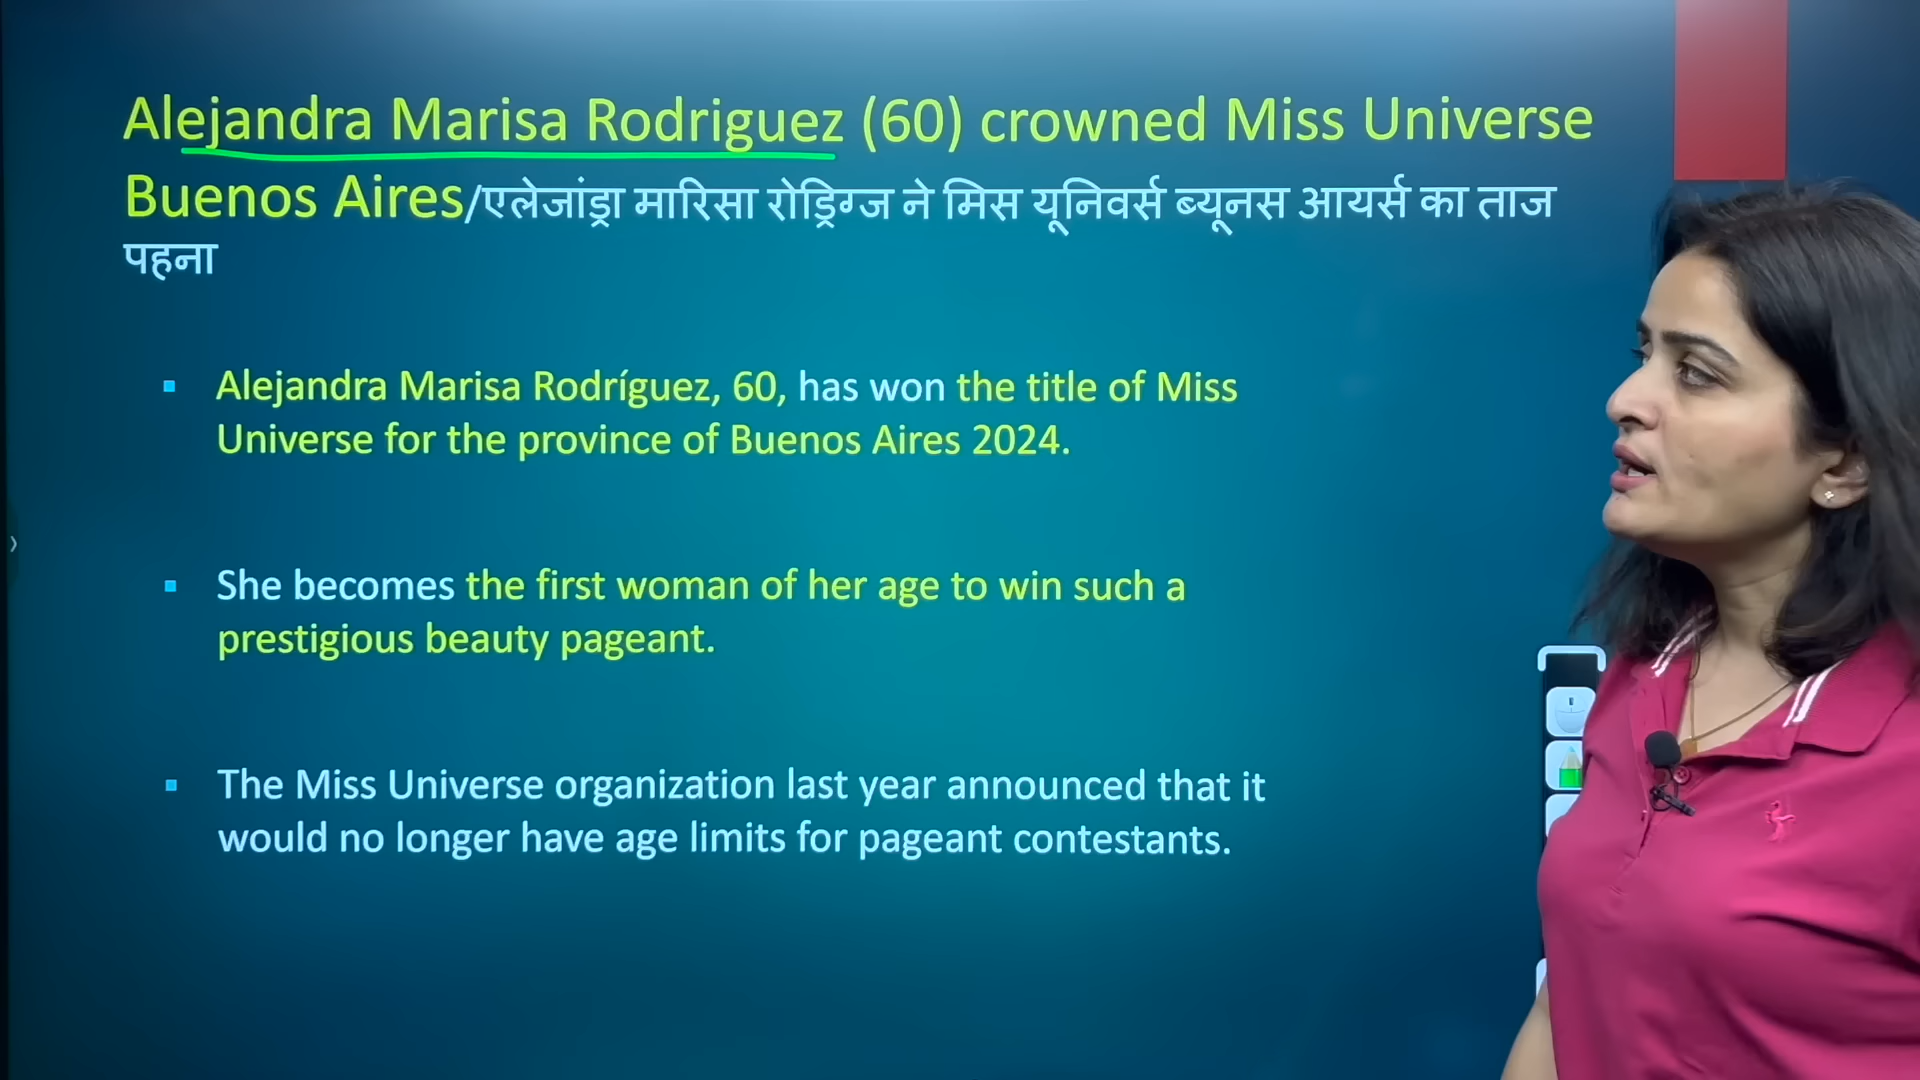 Alejandra Marisa Rodriguez (60) crowned Miss Universe
Buenos Aires/एलेजांड्रा मारिसा रोड्रिग्ज ने मिस यूनिवर्स ब्यूनस आयर्स का ताज
पहना
Alejandra Marisa Rodríguez, 60, has won the title of Miss
Universe for the province of Buenos Aires 2024.
She becomes the first woman of her age to win such a
prestigious beauty pageant.
The Miss Universe organization last year announced that it
would no longer have age limits for pageant contestants.